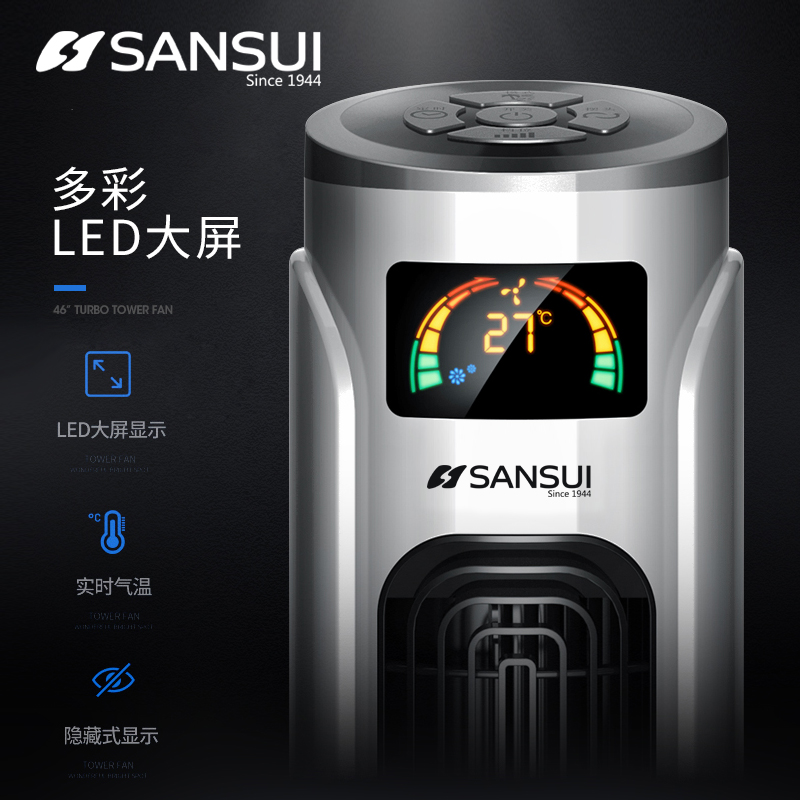 SANSUI
Since 1944
多彩
LED大屏
46" TURBO TOWER FAN
LED大屏显示
TOWER FAN
℃
实时气温
TOWER FAN
隐藏式显示
TOWER FAN
27℃
SANSUI
Since 1944